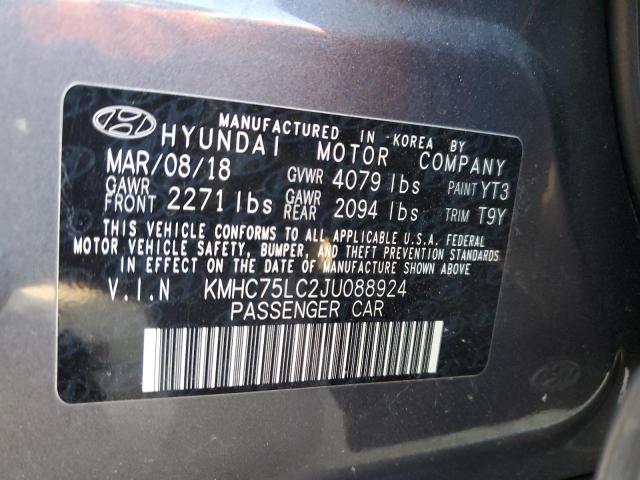 MANUFACTURED IN KOREA BY
HYUNDAI MOTOR COMPANY
MAR/08/18 GVWR 4079 lbs PAINT YT3
GAWR FRONT 2271 lbs GAWR REAR 2094 lbs TRIM T9Y
THIS VEHICLE CONFORMS TO ALL APPLICABLE U.S.A. FEDERAL
MOTOR VEHICLE SAFETY, BUMPER, AND THEFT PREVENTION STANDARDS
IN EFFECT ON THE DATE OF MANUFACTURE SHOWN ABOVE
V.I.N KMHC75LC2JU088924
PASSENGER CAR